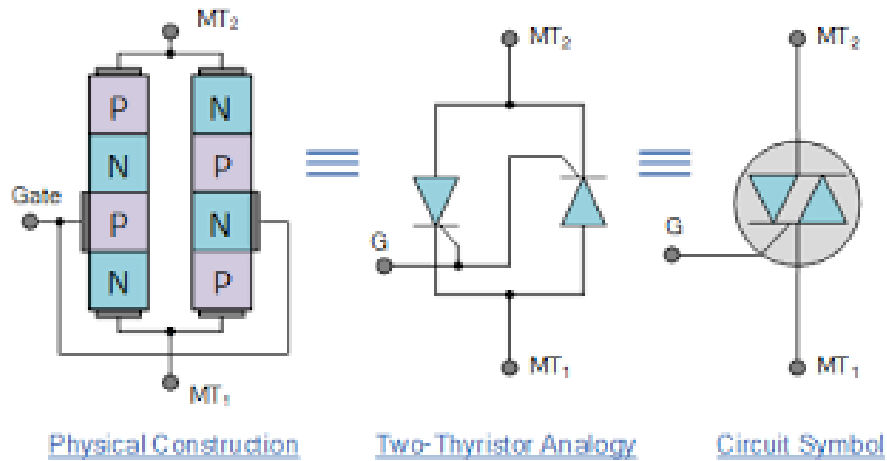 MT₂
MT₂
MT₂
P
N
N
P
Gate
P
N
N
P
G
G
MT₁
MT₁
MT₁
Physical Construction
Two-Thyristor Analogy
Circuit Symbol